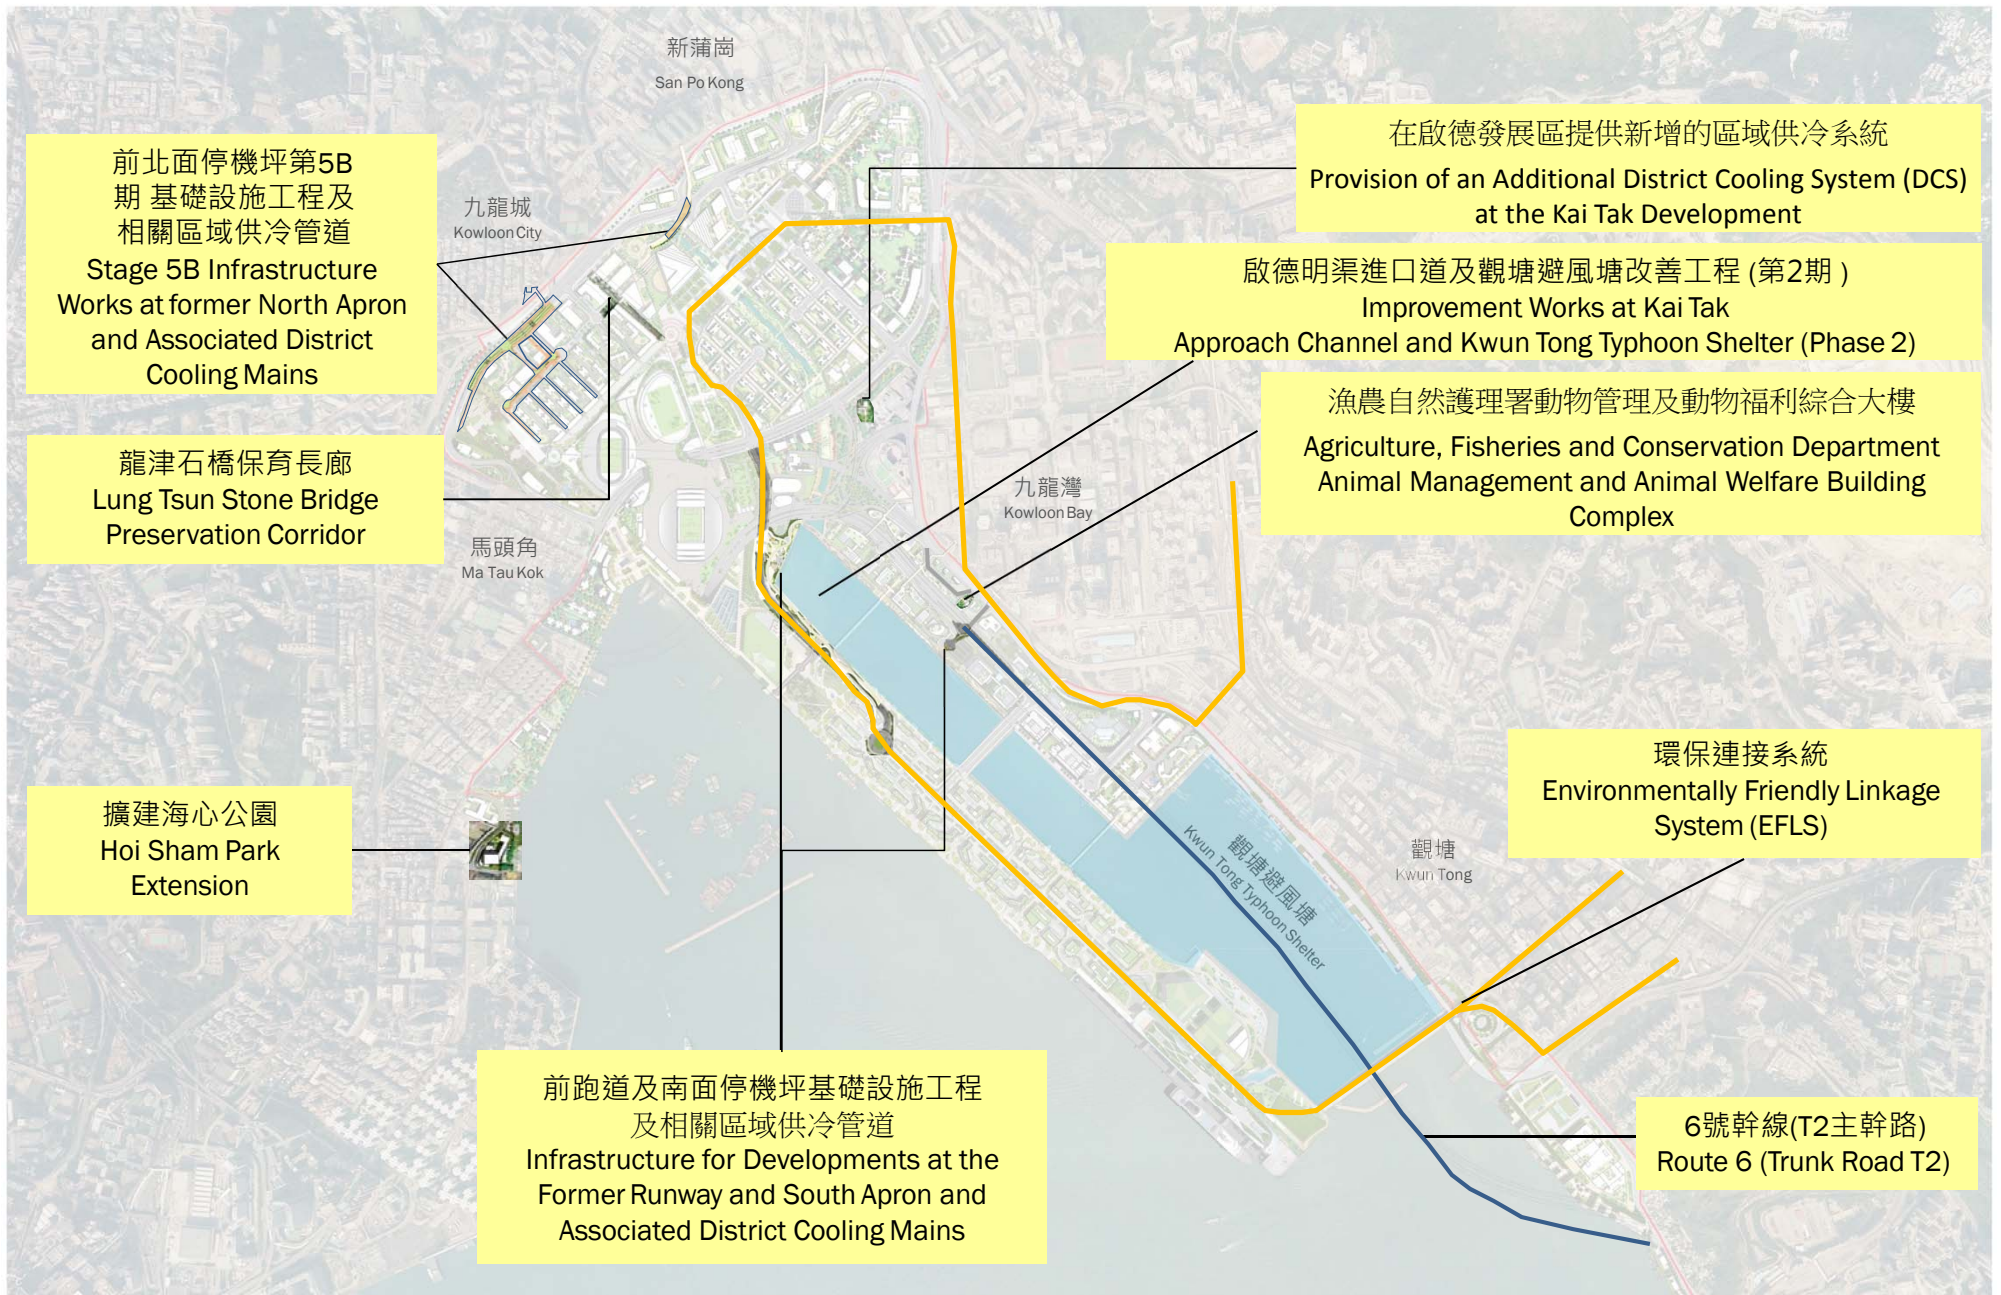 新蒲崗
San Po Kong
前北面停機坪第5B
期 基礎設施工程及
相關區域供冷管道
Stage 5B Infrastructure
Works at former North Apron
and Associated District
Cooling Mains
九龍城
Kowloon City
在啟德發展區提供新增的區域供冷系統
Provision of an Additional District Cooling System (DCS)
at the Kai Tak Development
啟德明渠進口道及觀塘避風塘改善工程 (第2期 )
Improvement Works at Kai Tak
Approach Channel and Kwun Tong Typhoon Shelter (Phase 2)
漁農自然護理署動物管理及動物福利綜合大樓
Agriculture, Fisheries and Conservation Department
Animal Management and Animal Welfare Building
Complex
龍津石橋保育長廊
Lung Tsun Stone Bridge
Preservation Corridor
九龍灣
Kowloon Bay
馬頭角
Ma Tau Kok
環保連接系統
Environmentally Friendly Linkage
System (EFLS)
擴建海心公園
Hoi Sham Park
Extension
觀塘
Kwun Tong
觀塘避風塘
Kwun Tong Typhoon Shelter
前跑道及南面停機坪基礎設施工程
及相關區域供冷管道
Infrastructure for Developments at the
Former Runway and South Apron and
Associated District Cooling Mains
6號幹線(T2主幹路)
Route 6 (Trunk Road T2)